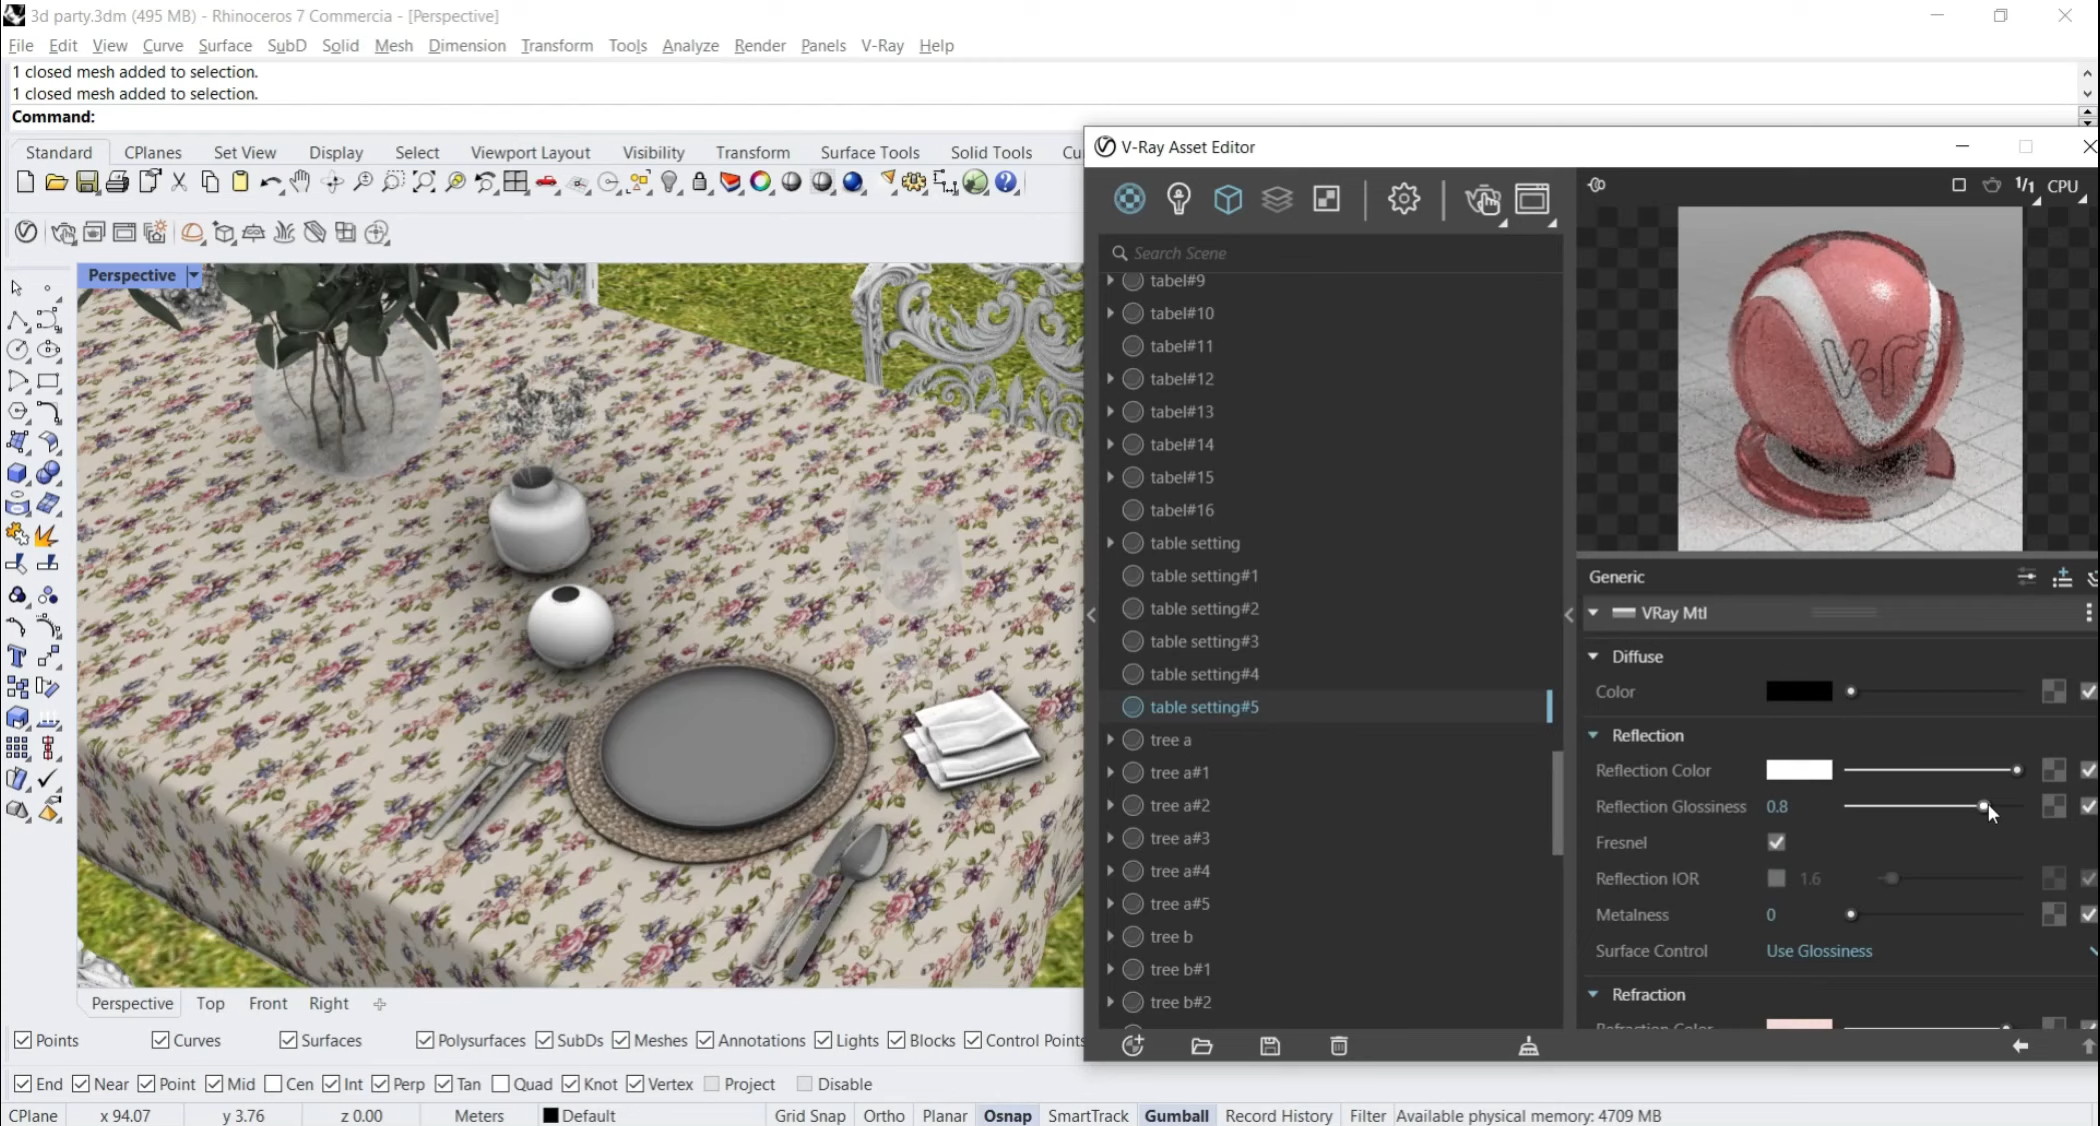 3d party.3dm (495 MB) - Rhinoceros 7 Commercia - [Perspective]
File Edit View Curve Surface SubD Solid Mesh Dimension Transform Tools Analyze Render Panels V-Ray Help
1 closed mesh added to selection.
1 closed mesh added to selection.
Command:
Standard CPlanes Set View Display Select Viewport Layout Visibility Transform Surface Tools Solid Tools Cu
V-Ray Asset Editor
1/1 CPU
Search Scene
Perspective
tabel#9
tabel#10
tabel#11
tabel#12
tabel#13
tabel#14
tabel#15
tabel#16
table setting
table setting#1
table setting#2
table setting#3
table setting#4
table setting#5
tree a
tree a#1
tree a#2
tree a#3
tree a#4
tree a#5
tree b
tree b#1
tree b#2
Generic
VRay Mtl
Diffuse
Color
Reflection
Reflection Color
Reflection Glossiness 0.8
Fresnel
Reflection IOR 1.6
Metalness 0
Surface Control Use Glossiness
Refraction
Refraction Color
Perspective Top Front Right
Points Curves Surfaces Polysurfaces SubDs Meshes Annotations Lights Blocks Control Points
End Near Point Mid Cen Int Perp Tan Quad Knot Vertex Project Disable
CPlane x 94.07 y 3.76 z 0.00 Meters Default Grid Snap Ortho Planar Osnap SmartTrack Gumball Record History Filter Available physical memory: 4709 MB